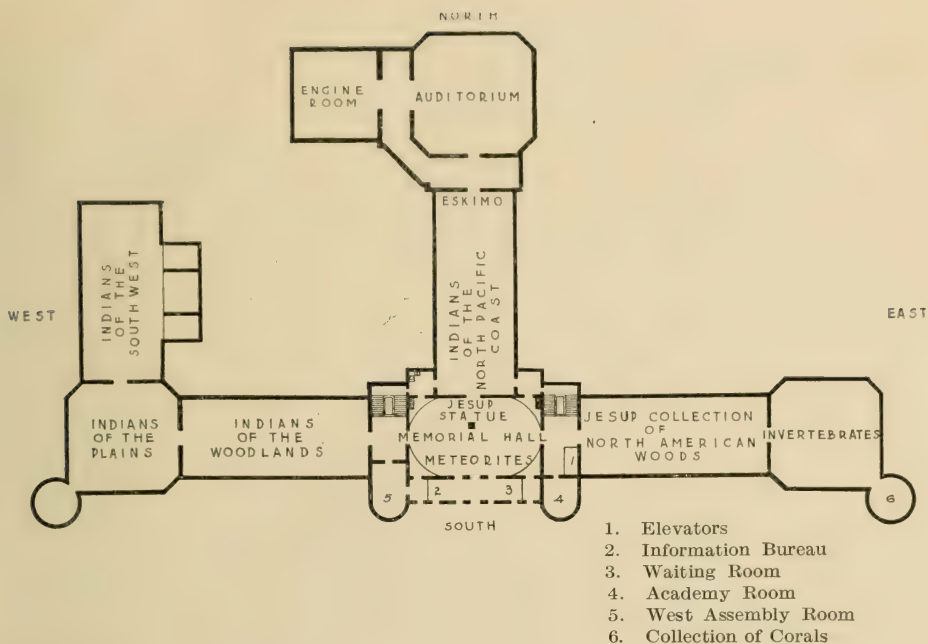 NORTH
ENGINE
ROOM
AUDITORIUM
ESKIMO
INDIANS
OF THE
SOUTHWEST
INDIANS
OF THE
NORTH PACIFIC
COAST
WEST
EAST
INDIANS
OF THE
PLAINS
INDIANS
OF THE
WOODLANDS
JESUP
STATUE
MEMORIAL HALL
METEORITES
JESUP COLLECTION
OF
NORTH AMERICAN
WOODS
INVERTEBRATES
1
2
3
4
5
6
SOUTH
1. Elevators
2. Information Bureau
3. Waiting Room
4. Academy Room
5. West Assembly Room
6. Collection of Corals